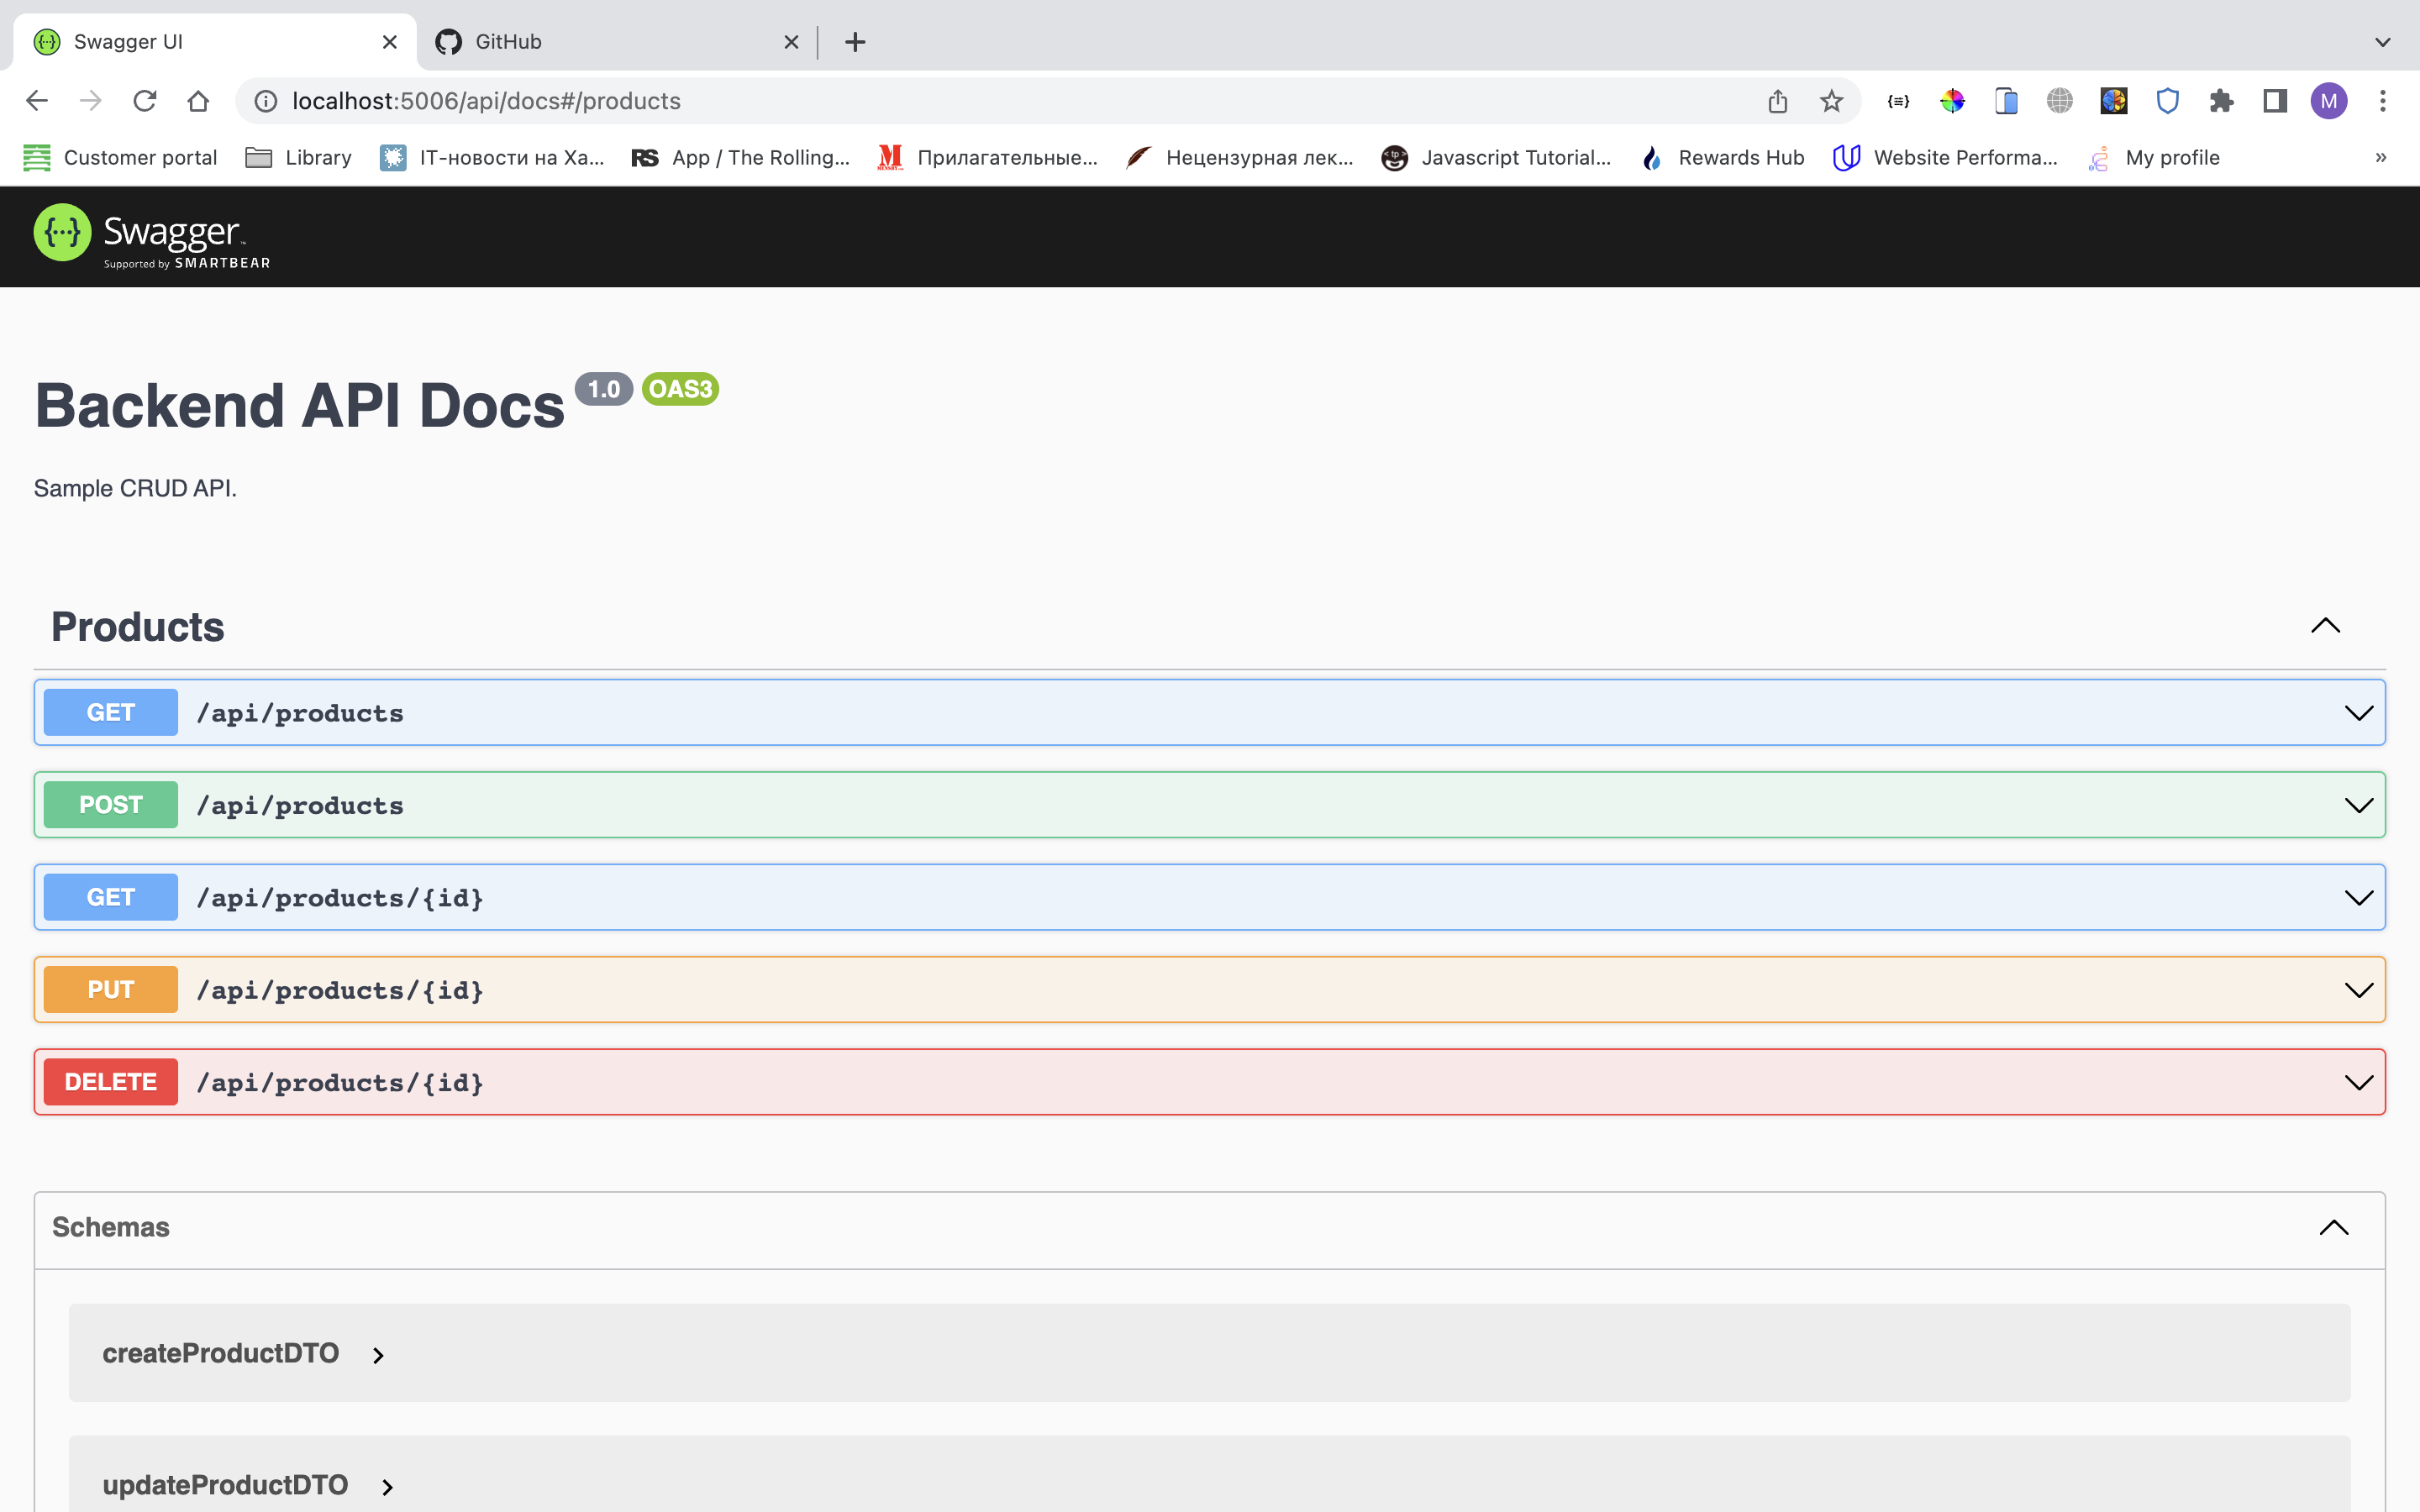 Swagger UI
GitHub
localhost:5006/api/docs#/products
M
Customer portal
Library
IT-новости на Ха...
RS App / The Rolling...
Прилагательные...
Нецензурная лек...
Javascript Tutorial...
Rewards Hub
Website Performa...
My profile
Swagger
Supported by SMARTBEAR
Backend API Docs 1.0 OAS3
Sample CRUD API.
Products
GET /api/products
POST /api/products
GET /api/products/{id}
PUT /api/products/{id}
DELETE /api/products/{id}
Schemas
createProductDTO
updateProductDTO